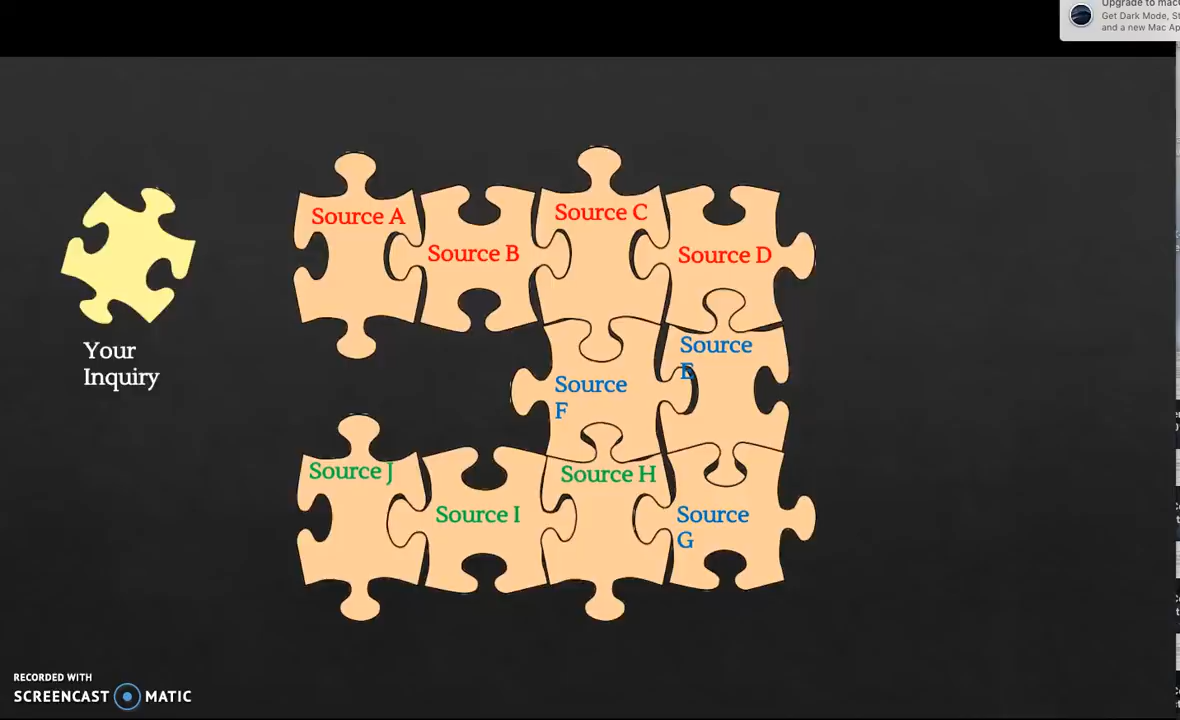 Upgrade to mac
Get Dark Mode, St
and a new Mac Ap
Source A
Source B
Source C
Source D
Your
Inquiry
Source
E
Source
F
Source J
Source I
Source H
Source
G
RECORDED WITH
SCREENCAST MATIC